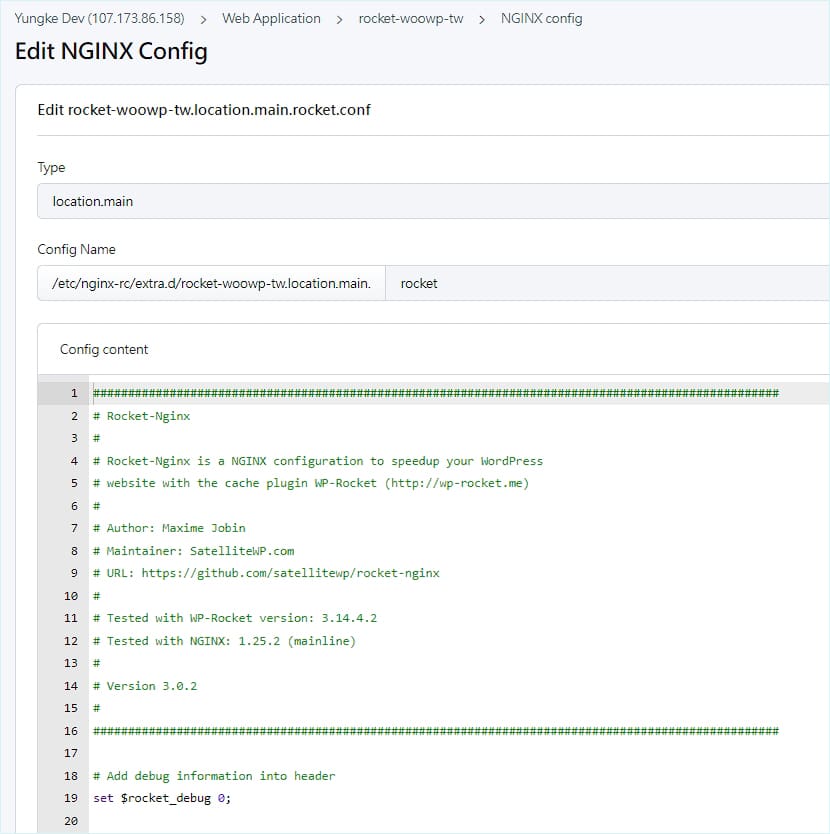 Yungke Dev (107.173.86.158) > Web Application > rocket-woowp-tw > NGINX config
Edit NGINX Config
Edit rocket-woowp-tw.location.main.rocket.conf
Type
location.main
Config Name
/etc/nginx-rc/extra.d/rocket-woowp-tw.location.main. rocket
Config content
1 ###################################################################################################
2 # Rocket-Nginx
3 #
4 # Rocket-Nginx is a NGINX configuration to speedup your WordPress
5 # website with the cache plugin WP-Rocket (http://wp-rocket.me)
6 #
7 # Author: Maxime Jobin
8 # Maintainer: SatelliteWP.com
9 # URL: https://github.com/satellitewp/rocket-nginx
10 #
11 # Tested with WP-Rocket version: 3.14.4.2
12 # Tested with NGINX: 1.25.2 (mainline)
13 #
14 # Version 3.0.2
15 #
16 ###################################################################################################
17
18 # Add debug information into header
19 set $rocket_debug 0;
20